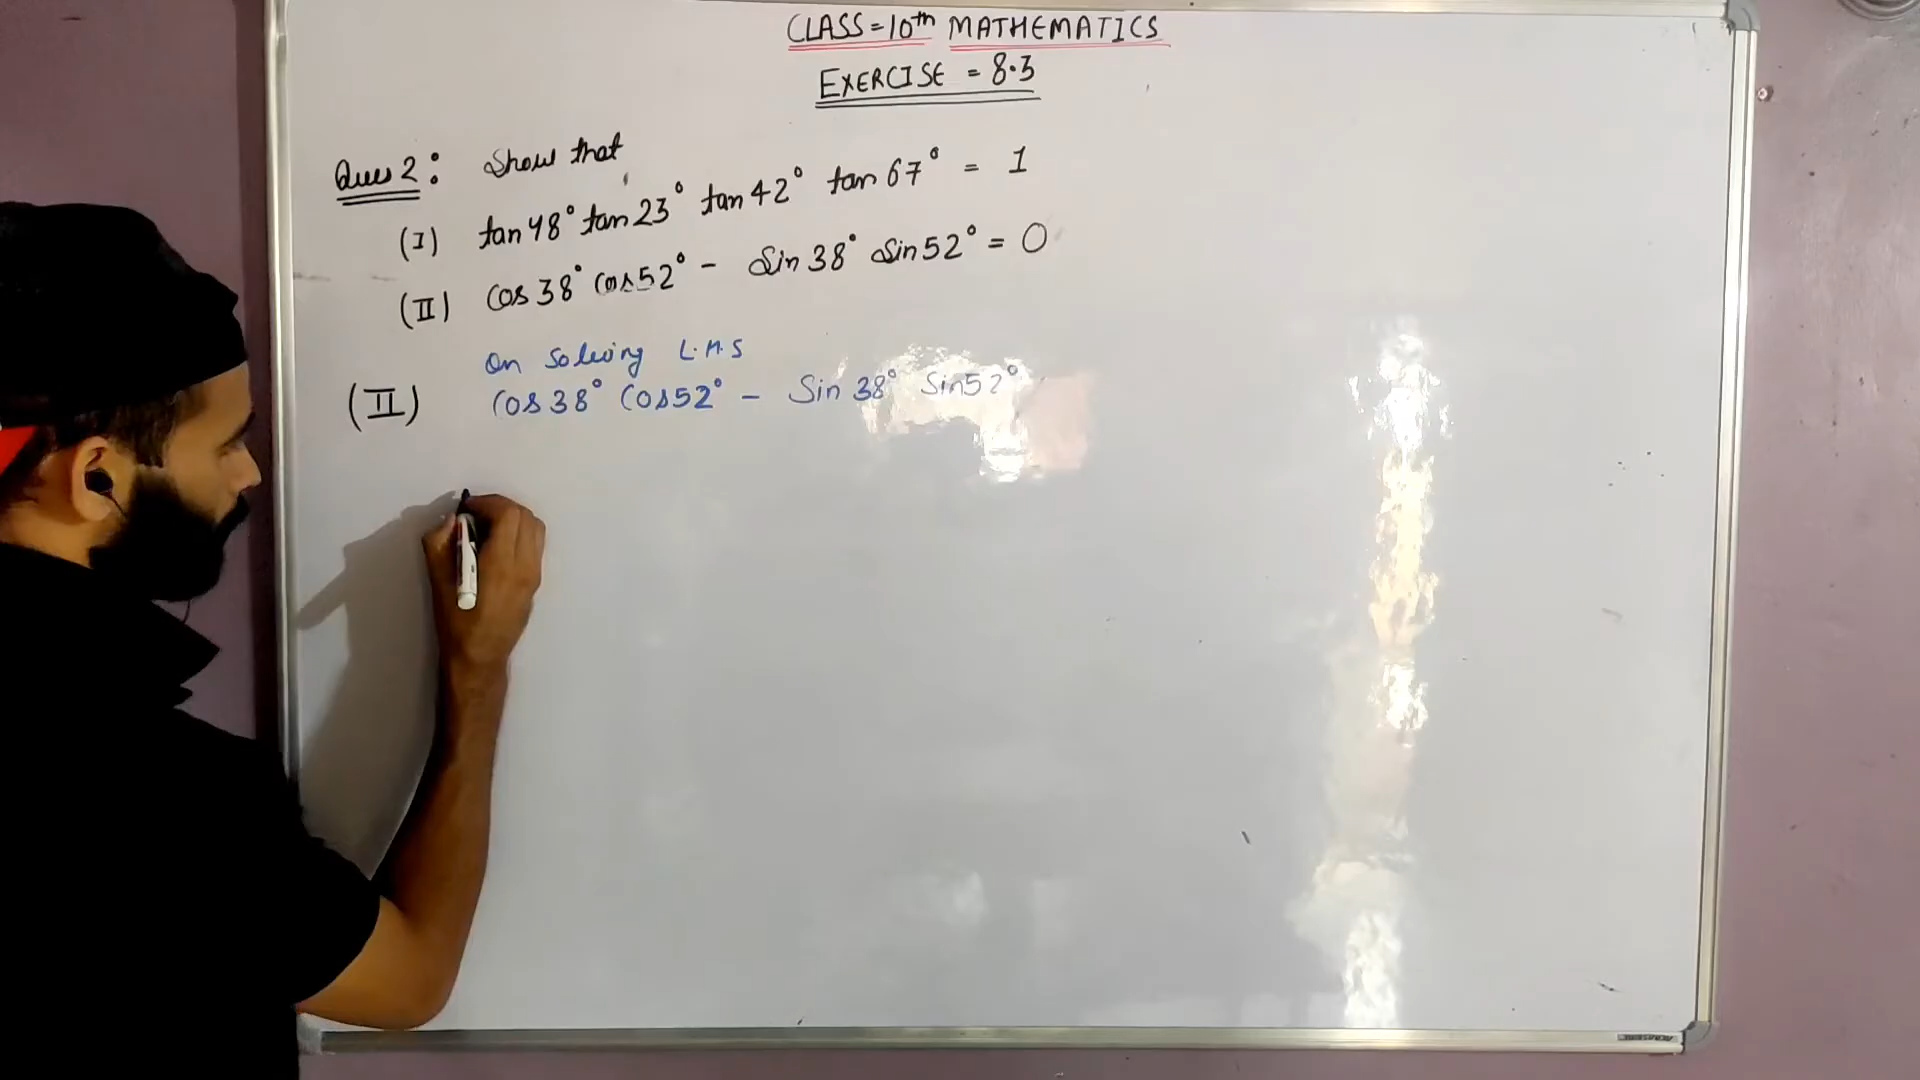 CLASS=10th MATHEMATICS
EXERCISE = 8.3
Ques 2: Show that
(I) tan 48° tan 23° tan 42° tan 67° = 1
(II) Cos 38° Cos 52° - Sin 38° Sin 52° = 0
On Solving L.H.S
(II) Cos 38° Cos 52° - Sin 38° Sin 52°